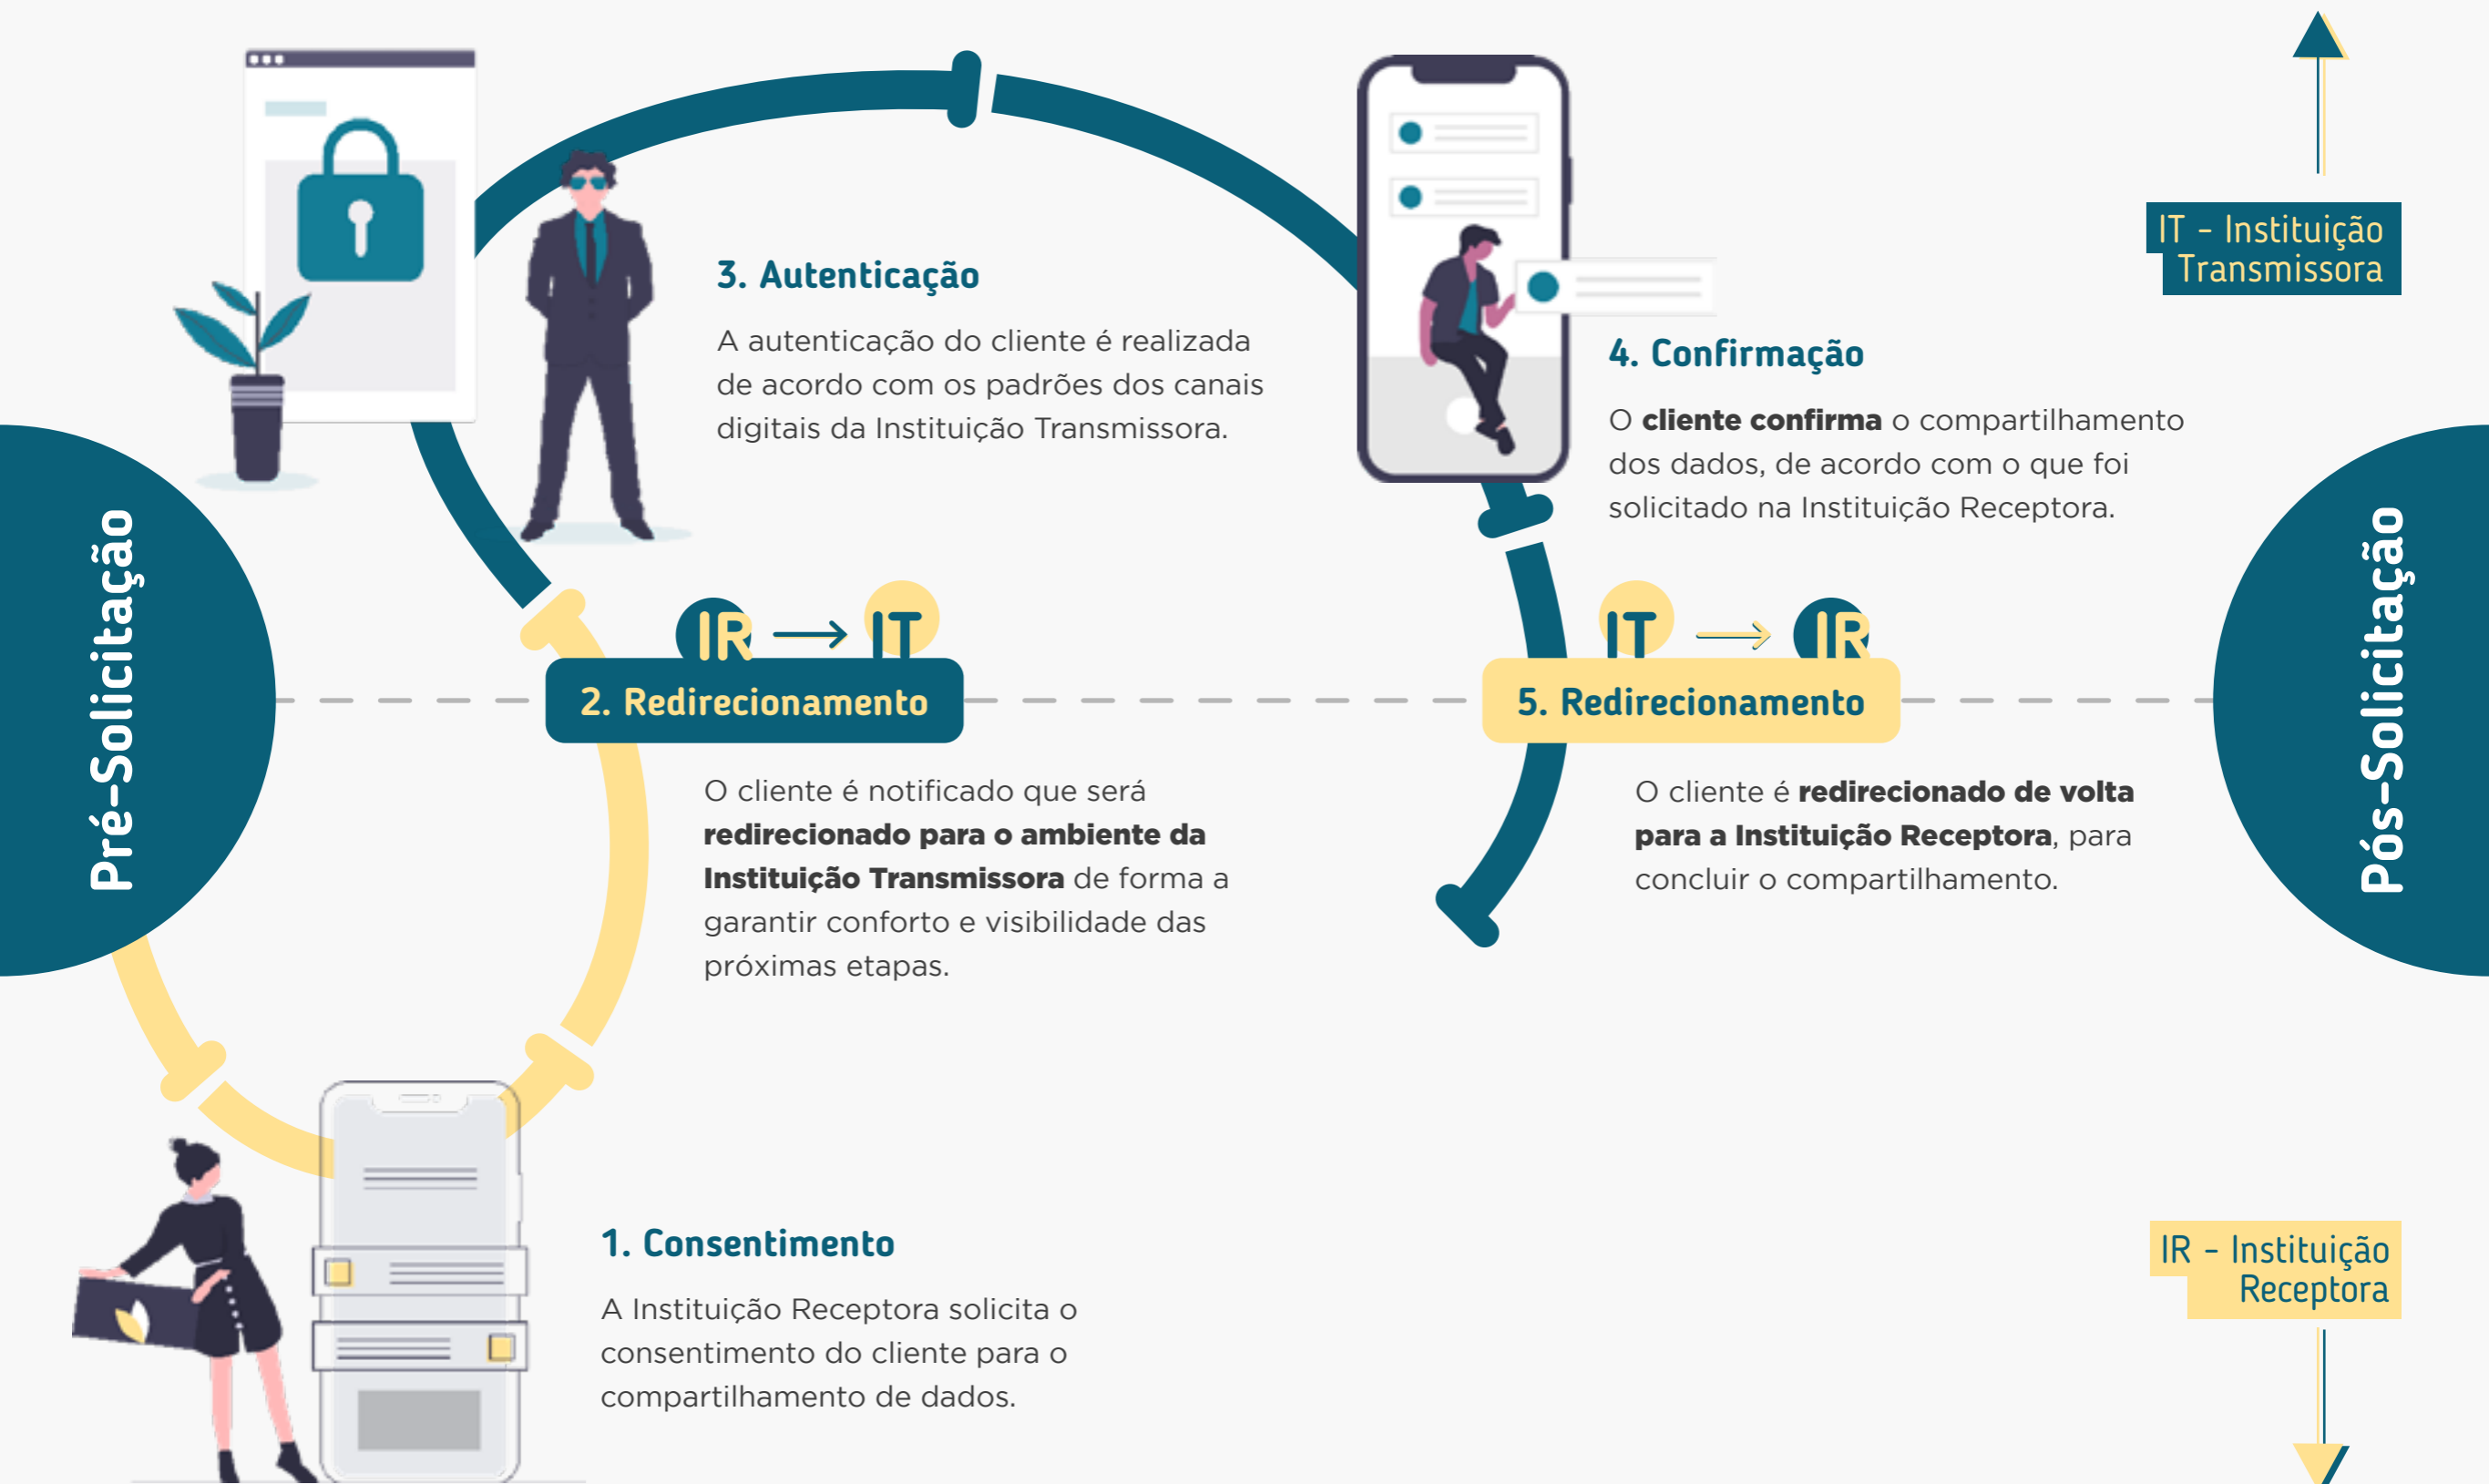 Pré-Solicitação
3. Autenticação
A autenticação do cliente é realizada
de acordo com os padrões dos canais
digitais da Instituição Transmissora.
4. Confirmação
O cliente confirma o compartilhamento
dos dados, de acordo com o que foi
solicitado na Instituição Receptora.
IT - Instituição
Transmissora
IR → IT
2. Redirecionamento
O cliente é notificado que será
redirecionado para o ambiente da
Instituição Transmissora de forma a
garantir conforto e visibilidade das
próximas etapas.
IT → IR
5. Redirecionamento
O cliente é redirecionado de volta
para a Instituição Receptora, para
concluir o compartilhamento.
Pós-Solicitação
1. Consentimento
A Instituição Receptora solicita o
consentimento do cliente para o
compartilhamento de dados.
IR - Instituição
Receptora